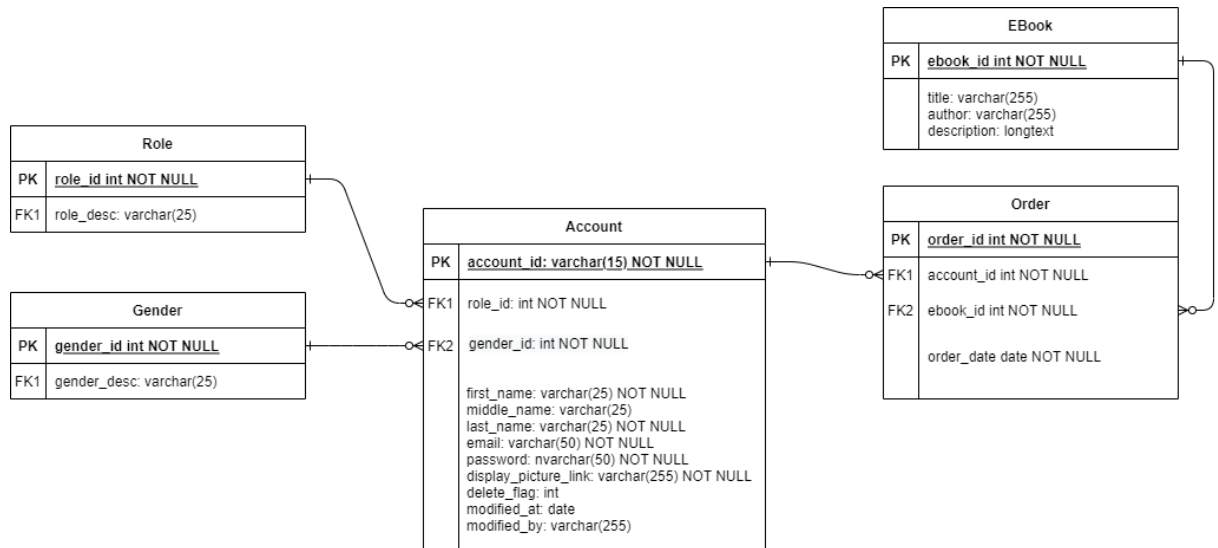 EBook
PK ebook_id int NOT NULL
title: varchar(255)
author: varchar(255)
description: longtext
Role
PK role_id int NOT NULL
FK1 role_desc: varchar(25)
Gender
PK gender_id int NOT NULL
FK1 gender_desc: varchar(25)
Account
PK account_id: varchar(15) NOT NULL
FK1 role_id: int NOT NULL
FK2 gender_id: int NOT NULL
first_name: varchar(25) NOT NULL
middle_name: varchar(25)
last_name: varchar(25) NOT NULL
email: varchar(50) NOT NULL
password: nvarchar(50) NOT NULL
display_picture_link: varchar(255) NOT NULL
delete_flag: int
modified_at: date
modified_by: varchar(255)
Order
PK order_id int NOT NULL
FK1 account_id int NOT NULL
FK2 ebook_id int NOT NULL
order_date date NOT NULL